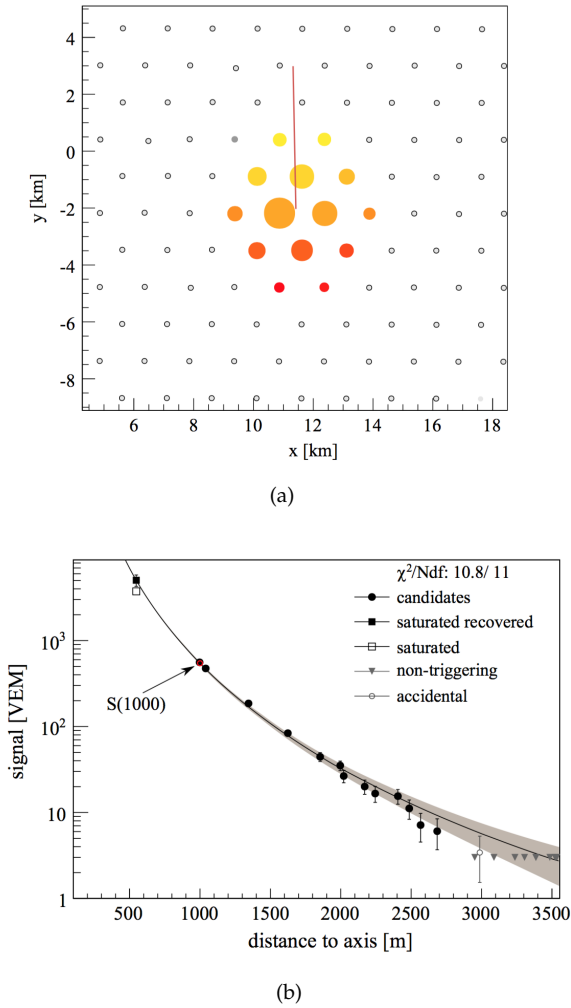 4
2
0
-2
-4
-6
-8
y [km]
6 8 10 12 14 16 18
x [km]
(a)
χ²/Ndf: 10.8/ 11
candidates
saturated recovered
saturated
non-triggering
accidental
S(1000)
10³
10²
10
1
signal [VEM]
500 1000 1500 2000 2500 3000 3500
distance to axis [m]
(b)